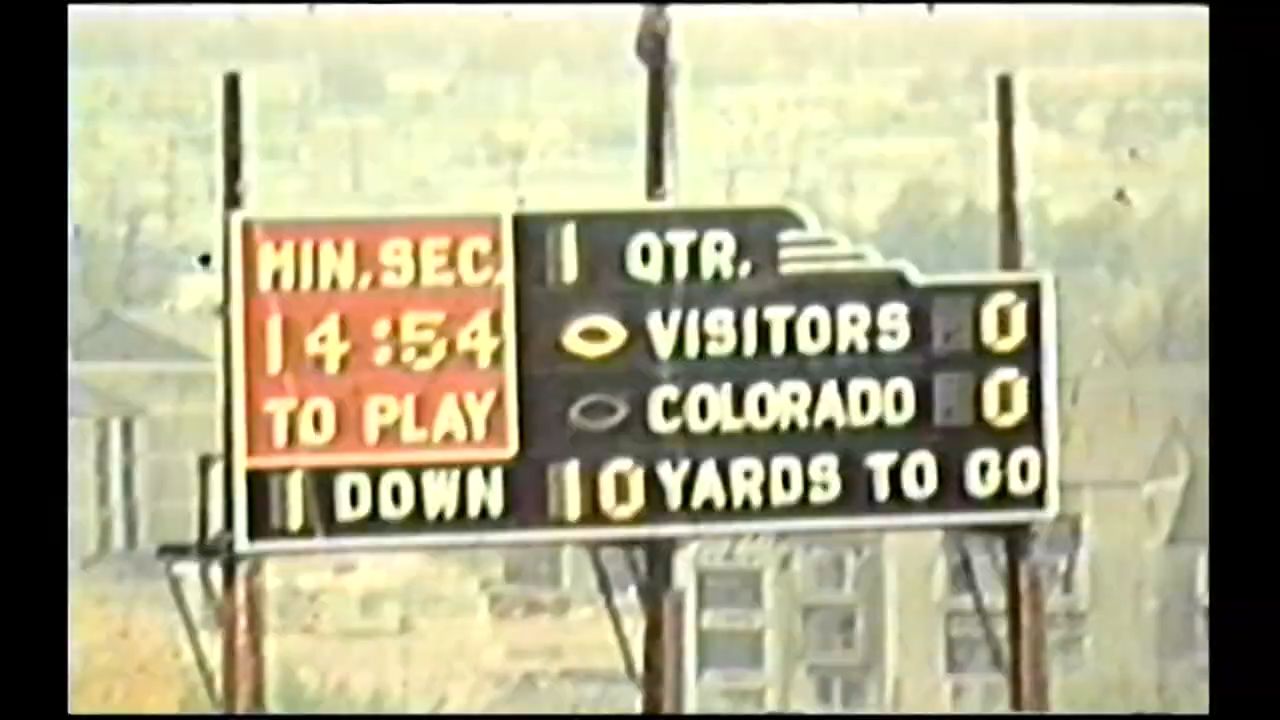 MIN. SEC.
14:54
TO PLAY
1 QTR.
VISITORS 0
COLORADO 0
1 DOWN 10 YARDS TO GO